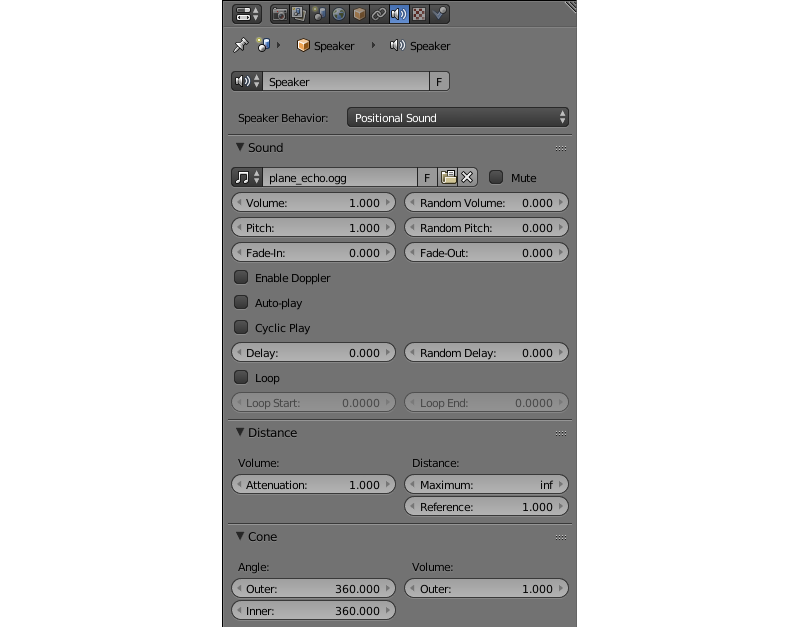 Speaker Speaker
Speaker F
Speaker Behavior: Positional Sound
Sound
plane_echo.ogg F Mute
Volume: 1.000 Random Volume: 0.000
Pitch: 1.000 Random Pitch: 0.000
Fade-In: 0.000 Fade-Out: 0.000
Enable Doppler
Auto-play
Cyclic Play
Delay: 0.000 Random Delay: 0.000
Loop
Loop Start: 0.0000 Loop End: 0.0000
Distance
Volume: Distance:
Attenuation: 1.000 Maximum: inf
Reference: 1.000
Cone
Angle: Volume:
Outer: 360.000 Outer: 1.000
Inner: 360.000